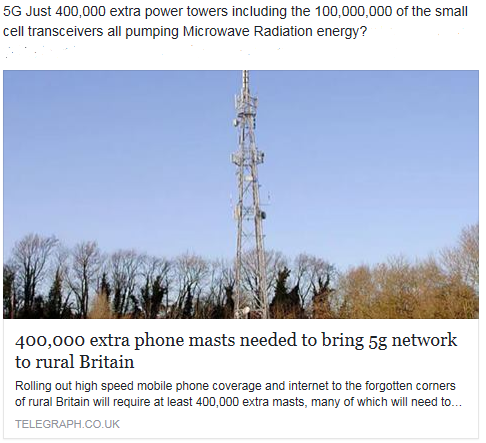 5G Just 400,000 extra power towers including the 100,000,000 of the small
cell transceivers all pumping Microwave Radiation energy?
400,000 extra phone masts needed to bring 5g network
to rural Britain
Rolling out high speed mobile phone coverage and internet to the forgotten corners
of rural Britain will require at least 400,000 extra masts, many of which will need to...
TELEGRAPH.CO.UK